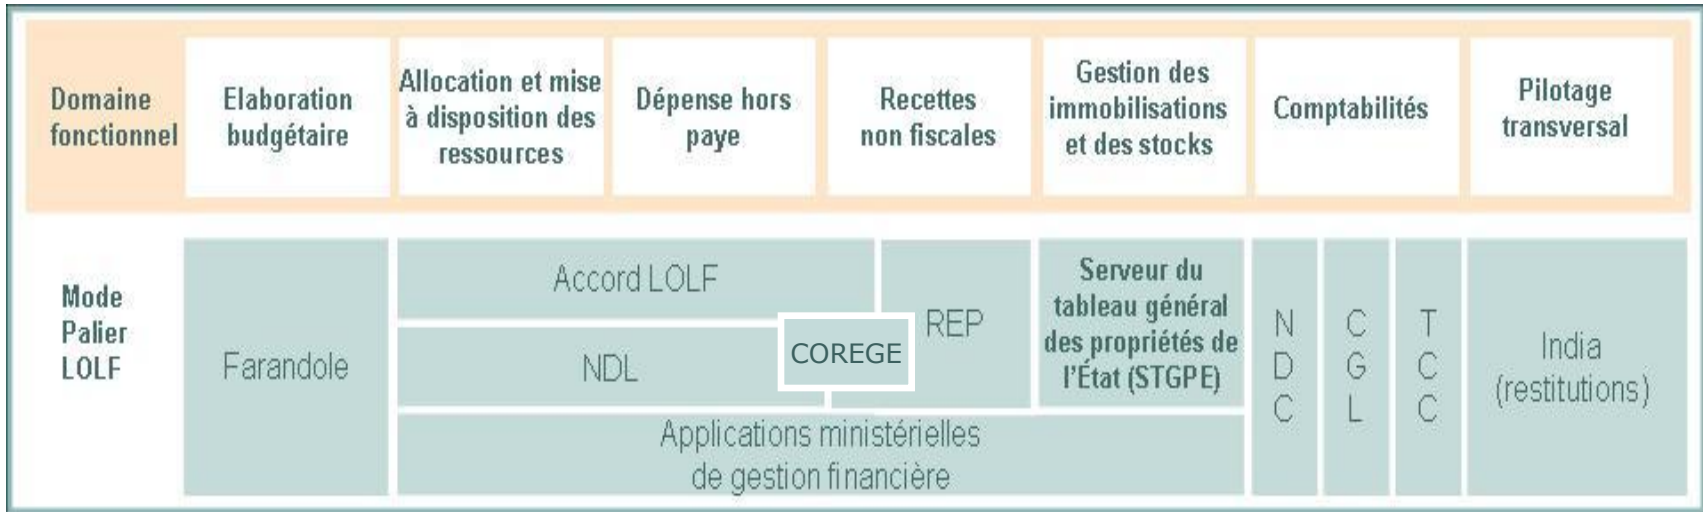 Domaine
fonctionnel
Elaboration
budgétaire
Allocation et mise
à disposition des
ressources
Dépense hors
paye
Recettes
non fiscales
Gestion des
immobilisations
et des stocks
Comptabilités
Pilotage
transversal
Mode
Palier
LOLF
Farandole
Accord LOLF
NDL
COREGE
REP
Applications ministérielles
de gestion financière
Serveur du
tableau général
des propriétés de
l'État (STGPE)
N
D
C
C
G
L
T
C
C
India
(restitutions)